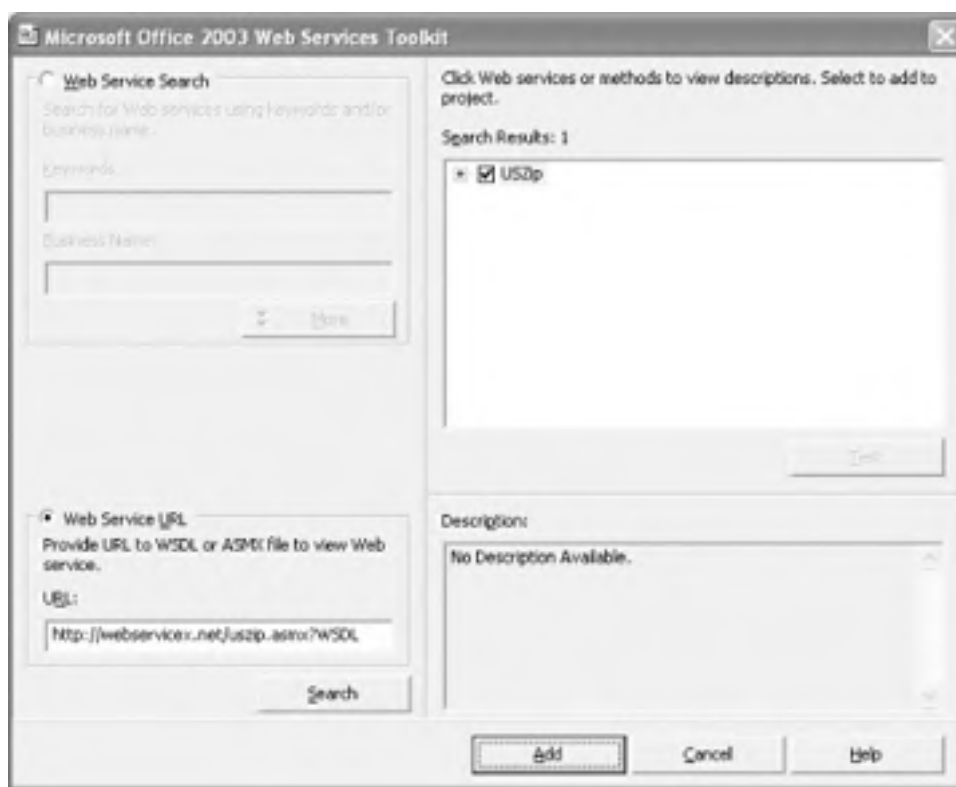 Microsoft Office 2003 Web Services Toolkit
Web Service Search
Search for Web services using keywords and/or
business name.
Keywords:
Business Name:
More
Web Service URL
Provide URL to WSDL or ASMX file to view Web
service.
URL:
http://webservicex.net/uszip.asmx?WSDL
Search
Click Web services or methods to view descriptions. Select to add to
project.
Search Results: 1
USZip
Test
Description:
No Description Available.
Add
Cancel
Help